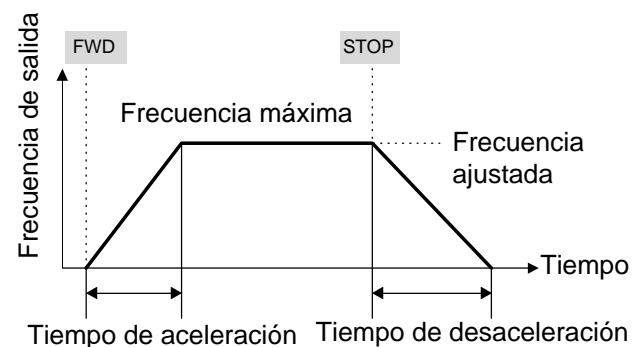 FWD
STOP
Frecuencia de salida
Frecuencia máxima
Frecuencia
ajustada
Tiempo
Tiempo de aceleración
Tiempo de desaceleración